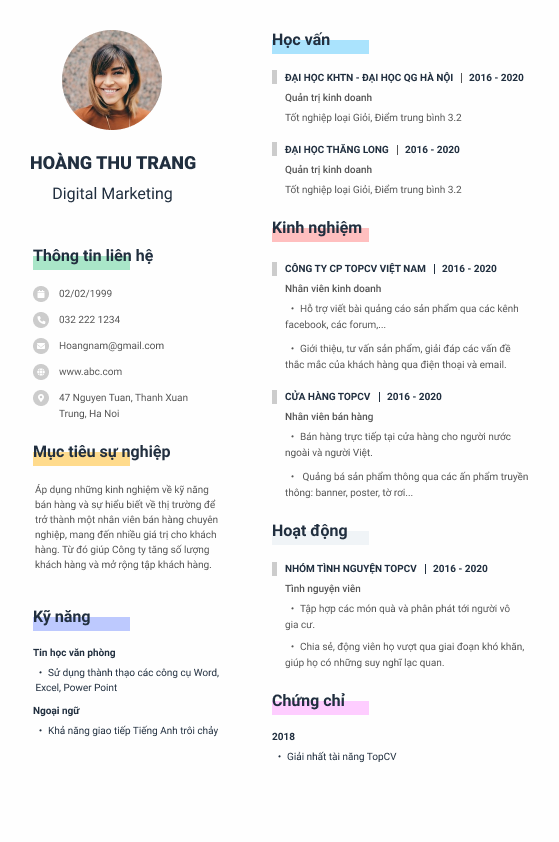 HOÀNG THU TRANG
Digital Marketing
Thông tin liên hệ
02/02/1999
032 222 1234
Hoangnam@gmail.com
www.abc.com
47 Nguyen Tuan, Thanh Xuan
Trung, Ha Noi
Mục tiêu sự nghiệp
Áp dụng những kinh nghiệm về kỹ năng
bán hàng và sự hiểu biết về thị trường để
trở thành một nhân viên bán hàng chuyên
nghiệp, mang đến nhiều giá trị cho khách
hàng. Từ đó giúp Công ty tăng số lượng
khách hàng và mở rộng tập khách hàng.
Kỹ năng
Tin học văn phòng
• Sử dụng thành thạo các công cụ Word,
Excel, Power Point
Ngoại ngữ
• Khả năng giao tiếp Tiếng Anh trôi chảy
Học vấn
ĐẠI HỌC KHTN - ĐẠI HỌC QG HÀ NỘI | 2016 - 2020
Quản trị kinh doanh
Tốt nghiệp loại Giỏi, Điểm trung bình 3.2
ĐẠI HỌC THĂNG LONG | 2016 - 2020
Quản trị kinh doanh
Tốt nghiệp loại Giỏi, Điểm trung bình 3.2
Kinh nghiệm
CÔNG TY CP TOPCV VIỆT NAM | 2016 - 2020
Nhân viên kinh doanh
• Hỗ trợ viết bài quảng cáo sản phẩm qua các kênh
facebook, các forum,...
• Giới thiệu, tư vấn sản phẩm, giải đáp các vấn đề
thắc mắc của khách hàng qua điện thoại và email.
CỬA HÀNG TOPCV | 2016 - 2020
Nhân viên bán hàng
• Bán hàng trực tiếp tại cửa hàng cho người nước
ngoài và người Việt.
• Quảng bá sản phẩm thông qua các ấn phẩm truyền
thông: banner, poster, tờ rơi...
Hoạt động
NHÓM TÌNH NGUYỆN TOPCV | 2016 - 2020
Tình nguyện viên
• Tập hợp các món quà và phân phát tới người vô
gia cư.
• Chia sẻ, động viên họ vượt qua giai đoạn khó khăn,
giúp họ có những suy nghĩ lạc quan.
Chứng chỉ
2018
• Giải nhất tài năng TopCV